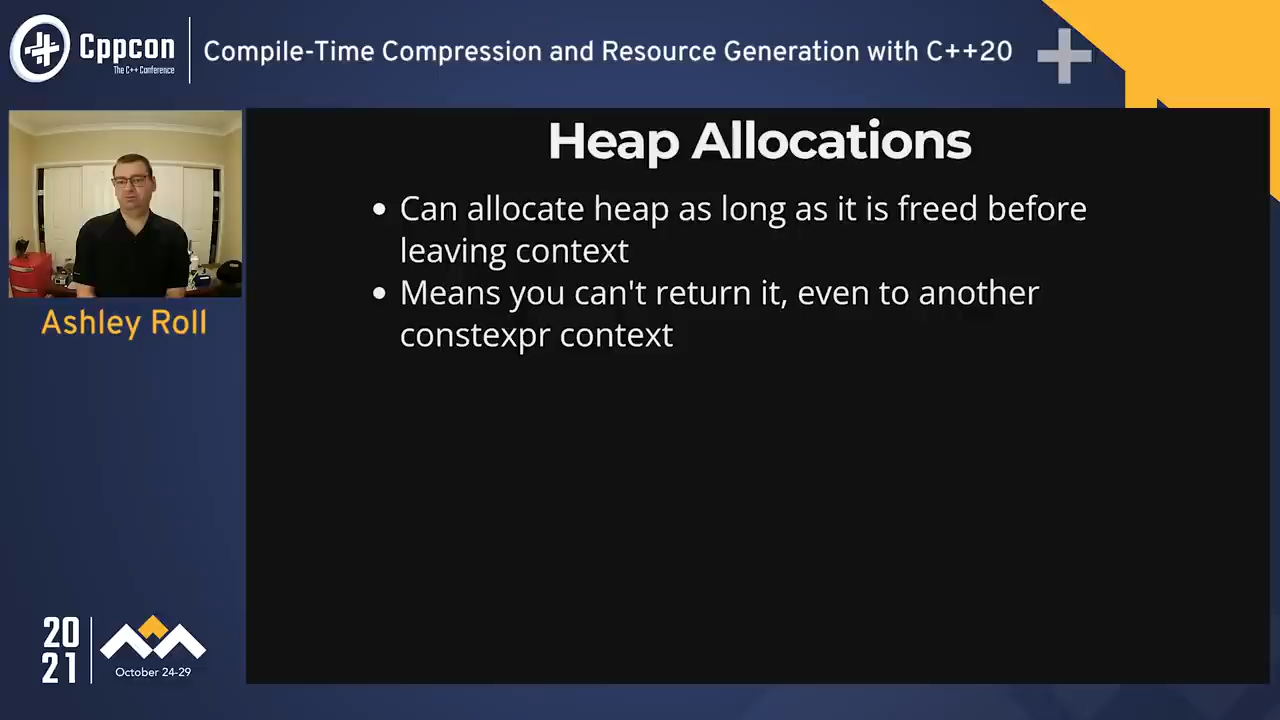 Cppcon
The C++ Conference
Compile-Time Compression and Resource Generation with C++20
Heap Allocations
• Can allocate heap as long as it is freed before
leaving context
• Means you can't return it, even to another
constexpr context
Ashley Roll
20
21
October 24-29